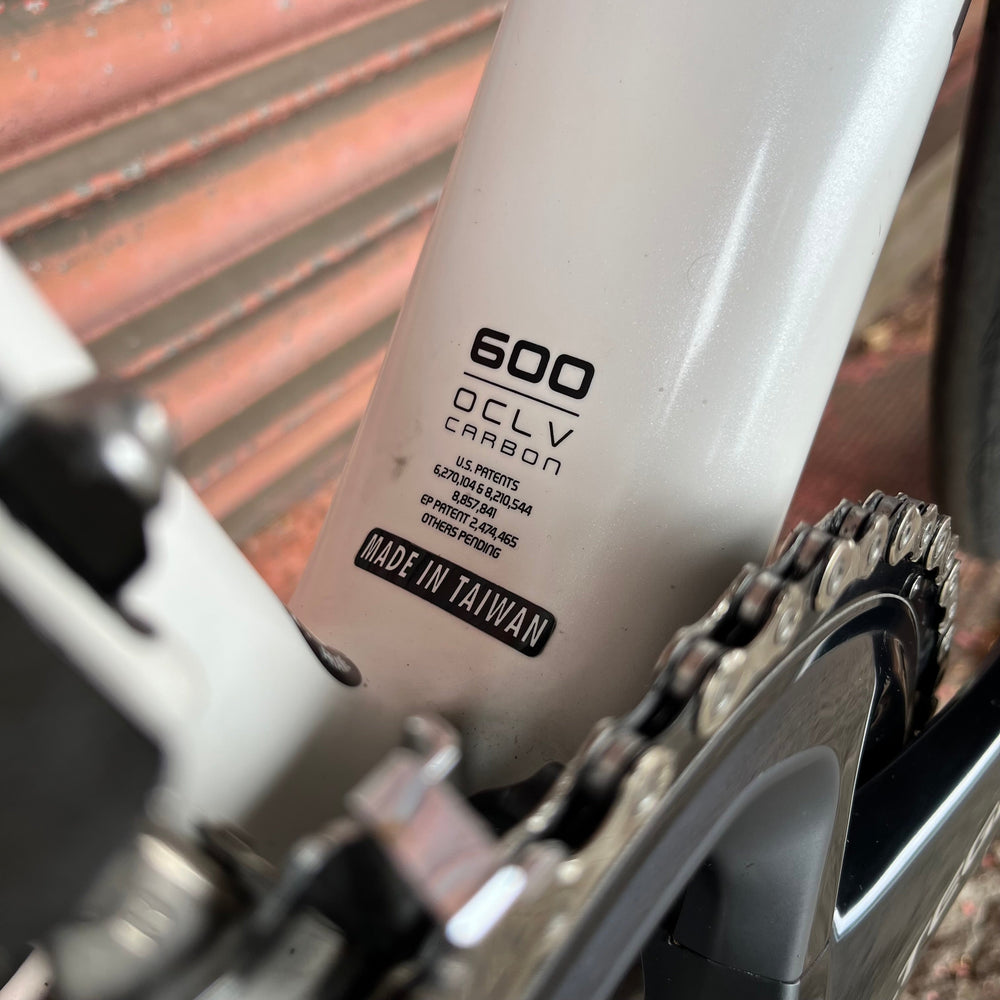 600
OCLV
CARBON
U.S. PATENTS
6,270,104 & 8,210,544
8,857,841
EP PATENT 2,474,465
OTHERS PENDING
MADE IN TAIWAN